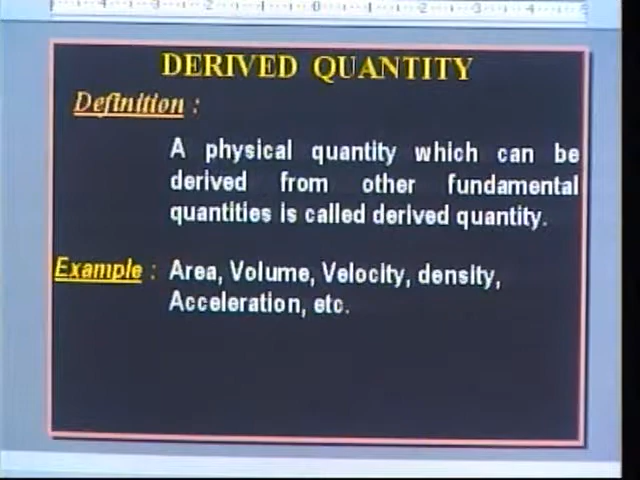 DERIVED QUANTITY
Definition :
A physical quantity which can be
derived from other fundamental
quantities is called derived quantity.
Example : Area, Volume, Velocity, density,
Acceleration, etc.